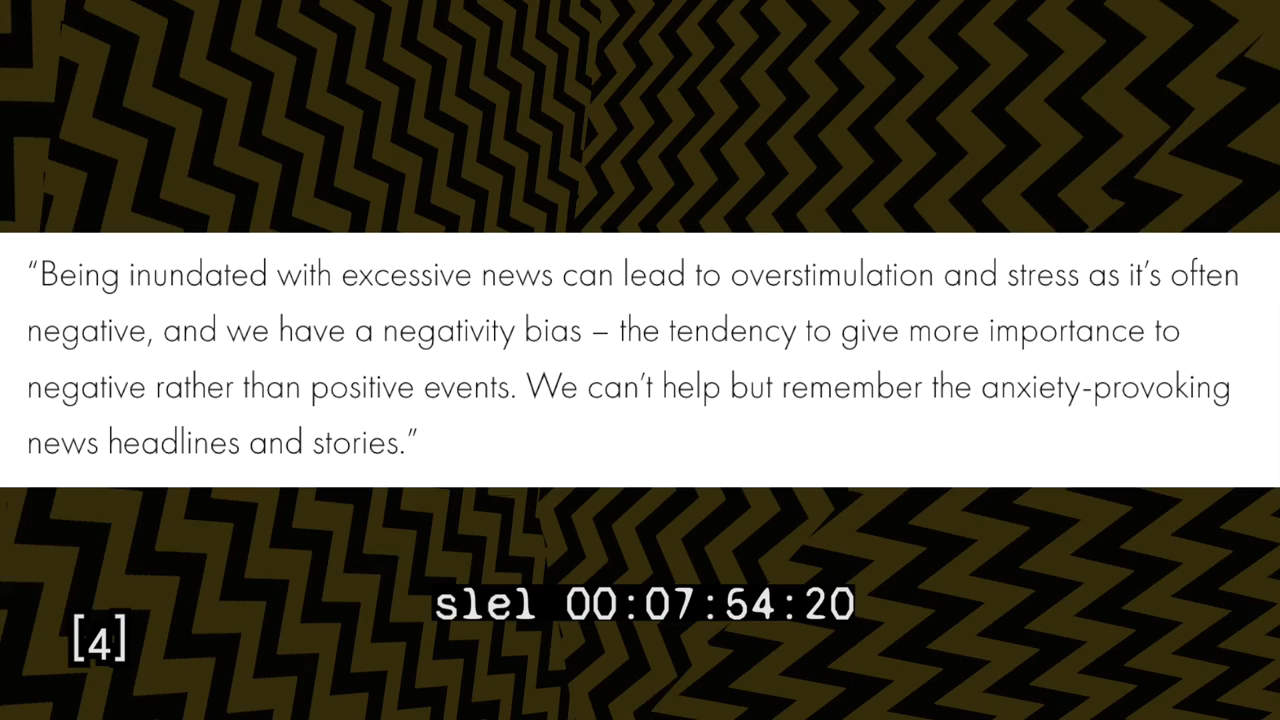 “Being inundated with excessive news can lead to overstimulation and stress as it’s often
negative, and we have a negativity bias – the tendency to give more importance to
negative rather than positive events. We can’t help but remember the anxiety-provoking
news headlines and stories.”
slel 00:07:54:20
[4]